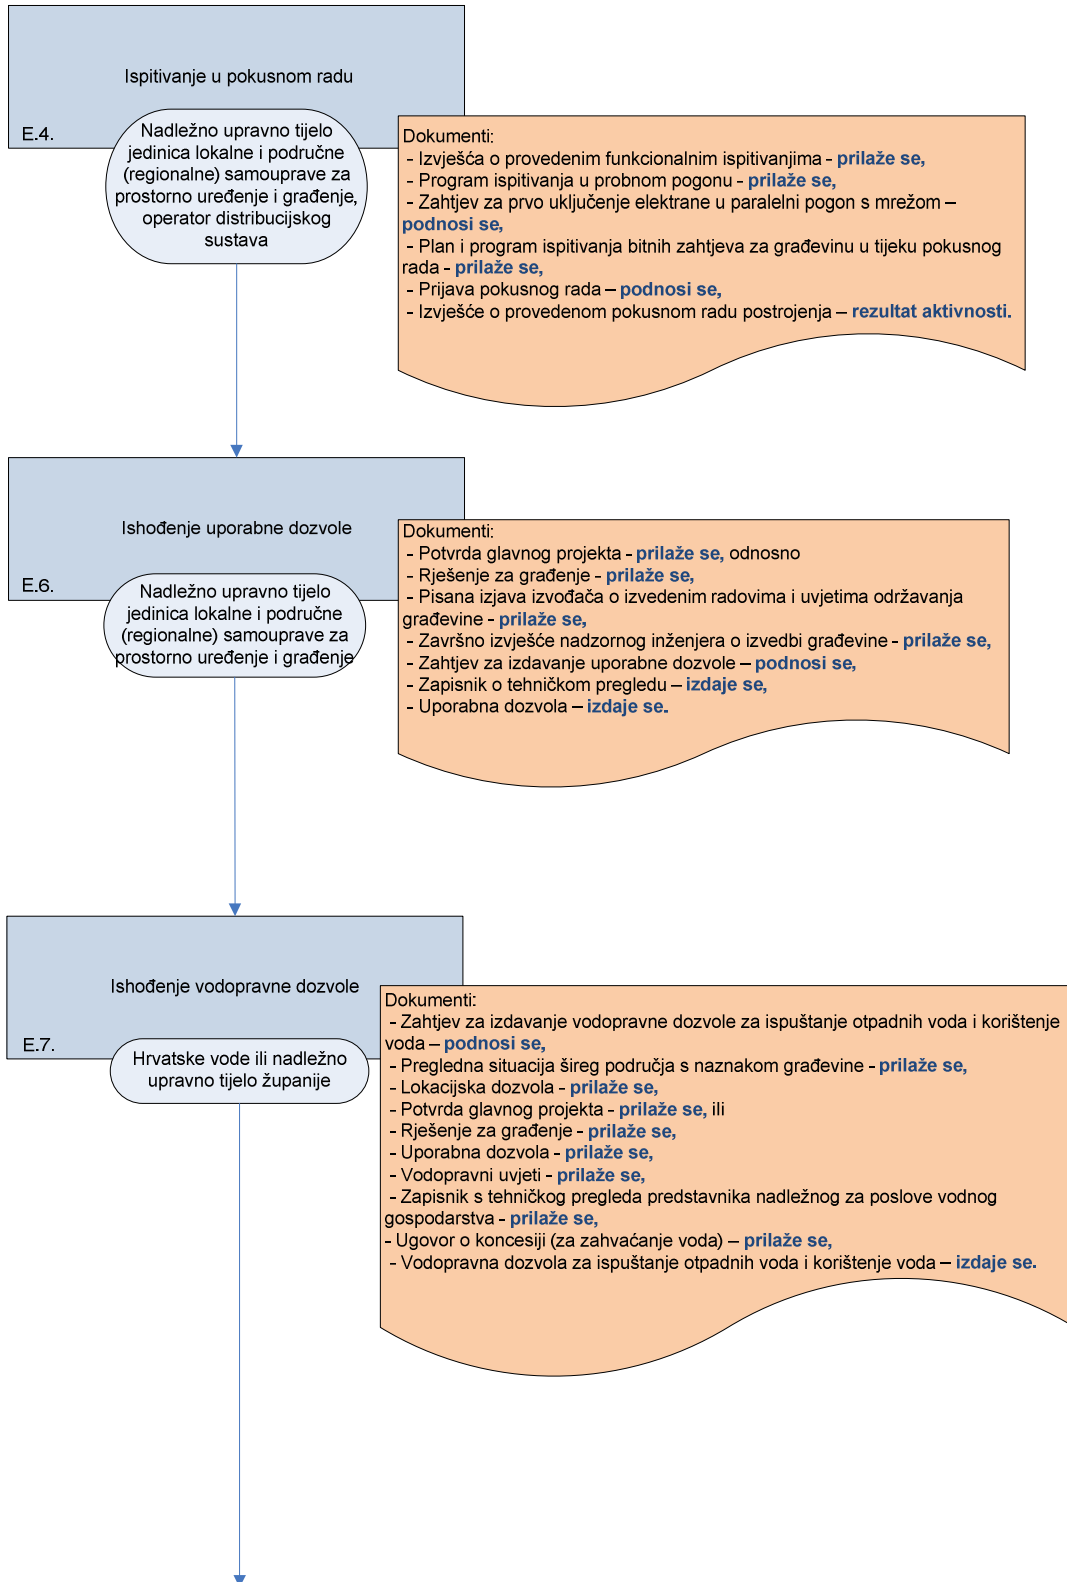 Ispitivanje u pokusnom radu
E.4.
Nadležno upravno tijelo
jedinica lokalne i područne
(regionalne) samouprave za
prostorno uređenje i građenje,
operator distribucijskog
sustava
Dokumenti:
- Izvješća o provedenim funkcionalnim ispitivanjima - prilaže se,
- Program ispitivanja u probnom pogonu - prilaže se,
- Zahtjev za prvo uključenje elektrane u paralelni pogon s mrežom –
podnosi se,
- Plan i program ispitivanja bitnih zahtjeva za građevinu u tijeku pokusnog
rada - prilaže se,
- Prijava pokusnog rada – podnosi se,
- Izvješće o provedenom pokusnom radu postrojenja – rezultat aktivnosti.
Ishođenje uporabne dozvole
E.6.
Nadležno upravno tijelo
jedinica lokalne i područne
(regionalne) samouprave za
prostorno uređenje i građenje
Dokumenti:
- Potvrda glavnog projekta - prilaže se, odnosno
- Rješenje za građenje - prilaže se,
- Pisana izjava izvođača o izvedenim radovima i uvjetima održavanja
građevine - prilaže se,
- Završno izvješće nadzornog inženjera o izvedbi građevine - prilaže se,
- Zahtjev za izdavanje uporabne dozvole – podnosi se,
- Zapisnik o tehničkom pregledu – izdaje se,
- Uporabna dozvola – izdaje se.
Ishođenje vodopravne dozvole
E.7.
Hrvatske vode ili nadležno
upravno tijelo županije
Dokumenti:
- Zahtjev za izdavanje vodopravne dozvole za ispuštanje otpadnih voda i korištenje
voda – podnosi se,
- Pregledna situacija šireg područja s naznakom građevine - prilaže se,
- Lokacijska dozvola - prilaže se,
- Potvrda glavnog projekta - prilaže se, ili
- Rješenje za građenje - prilaže se,
- Uporabna dozvola - prilaže se,
- Vodopravni uvjeti - prilaže se,
- Zapisnik s tehničkog pregleda predstavnika nadležnog za poslove vodnog
gospodarstva - prilaže se,
- Ugovor o koncesiji (za zahvaćanje voda) – prilaže se,
- Vodopravna dozvola za ispuštanje otpadnih voda i korištenje voda – izdaje se.